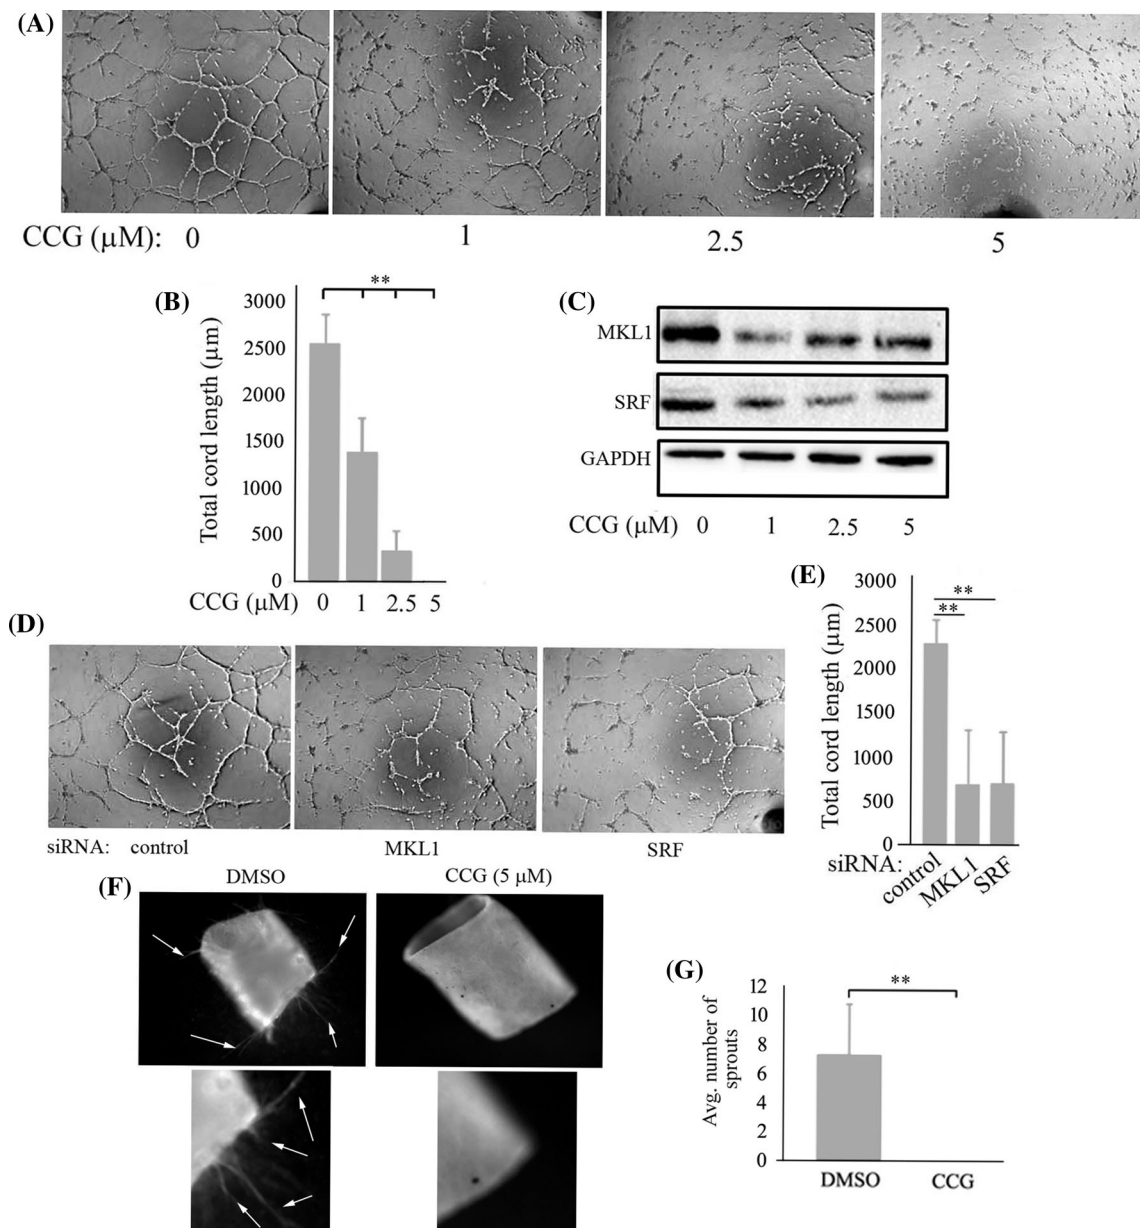 (A)
CCG (μM): 0 1 2.5 5
(B)
**
Total cord length (μm)
3000
2500
2000
1500
1000
500
0
CCG (μM) 0 1 2.5 5
(C)
MKL1
SRF
GAPDH
CCG (μM) 0 1 2.5 5
(D)
siRNA: control MKL1 SRF
(E)
**
**
Total cord length (μm)
3000
2500
2000
1500
1000
500
0
siRNA: control MKL1 SRF
(F)
DMSO CCG (5 μM)
(G)
**
Avg. number of
sprouts
12
10
8
6
4
2
0
DMSO CCG